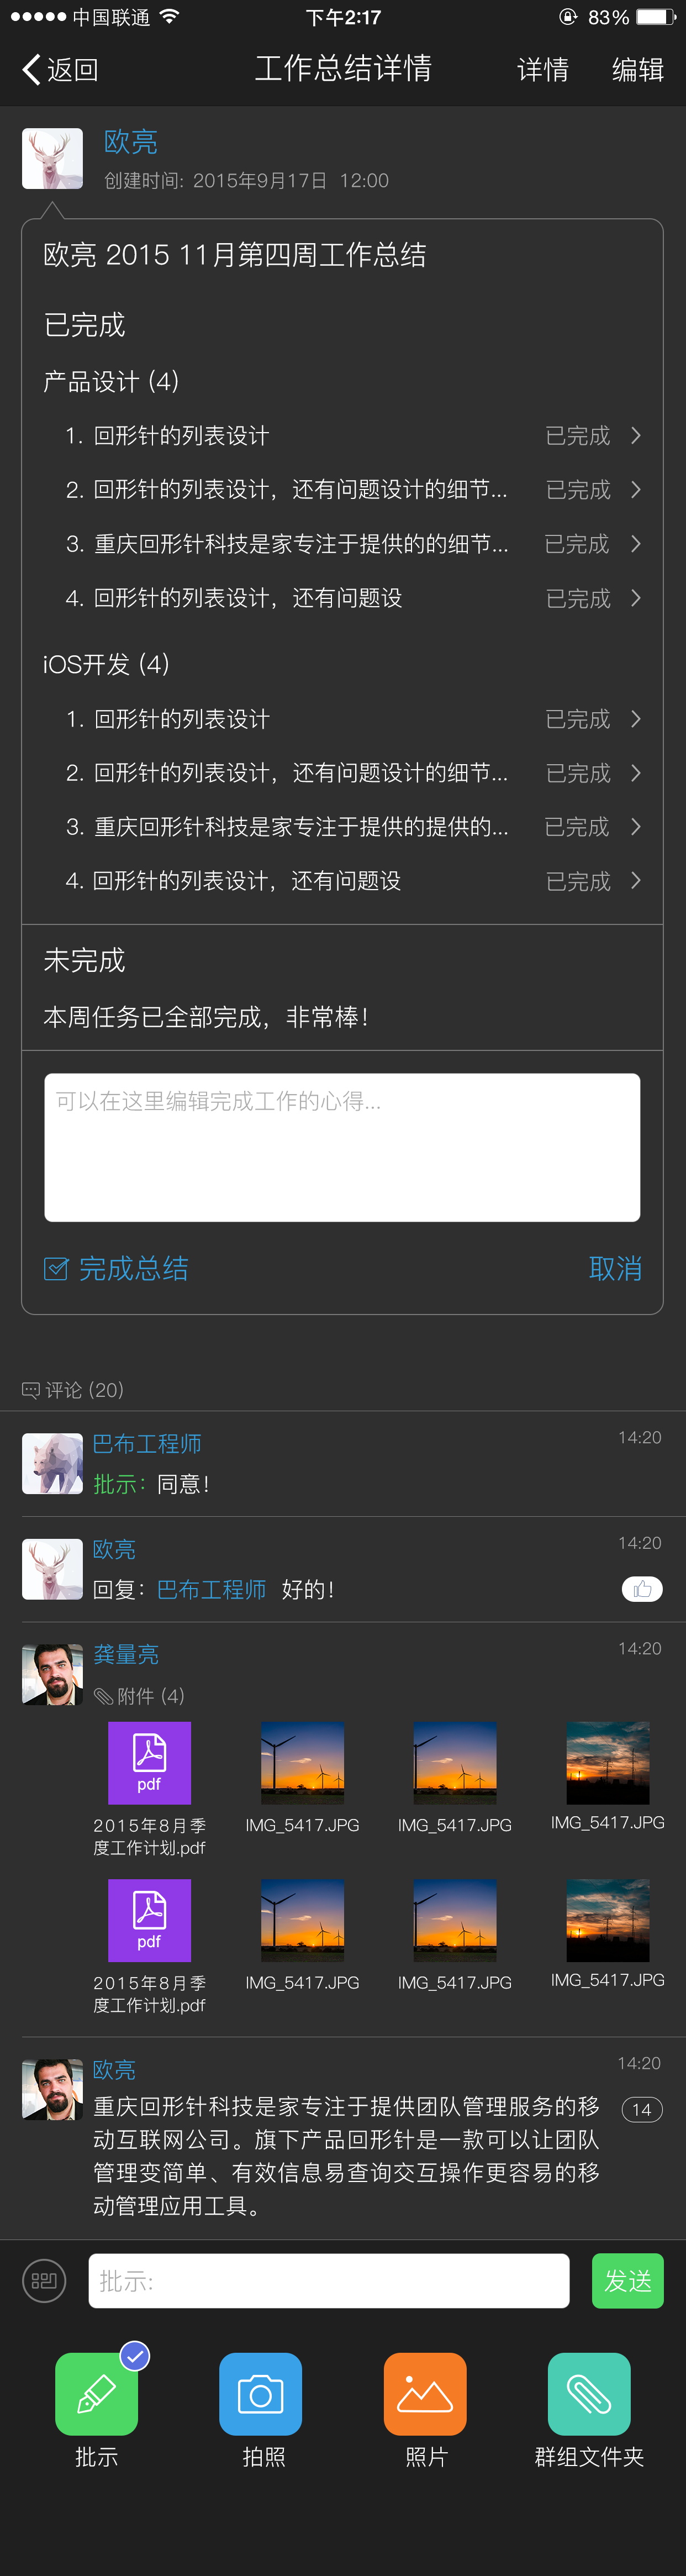 中国联通 下午2:17 83%
返回 工作总结详情 详情 编辑
欧亮
创建时间: 2015年9月17日 12:00
欧亮 2015 11月第四周工作总结
已完成
产品设计 (4)
1. 回形针的列表设计 已完成
2. 回形针的列表设计，还有问题设计的细节... 已完成
3. 重庆回形针科技是家专注于提供的的细节... 已完成
4. 回形针的列表设计，还有问题设 已完成
iOS开发 (4)
1. 回形针的列表设计 已完成
2. 回形针的列表设计，还有问题设计的细节... 已完成
3. 重庆回形针科技是家专注于提供的提供的... 已完成
4. 回形针的列表设计，还有问题设 已完成
未完成
本周任务已全部完成，非常棒！
可以在这里编辑完成工作的心得...
完成总结 取消
评论 (20)
巴布工程师 14:20
批示：同意！
欧亮 14:20
回复：巴布工程师 好的！
龚量亮 14:20
附件 (4)
pdf
2015年8月季 IMG_5417.JPG IMG_5417.JPG IMG_5417.JPG
度工作计划.pdf
pdf
2015年8月季 IMG_5417.JPG IMG_5417.JPG IMG_5417.JPG
度工作计划.pdf
欧亮 14:20
重庆回形针科技是家专注于提供团队管理服务的移 14
动互联网公司。旗下产品回形针是一款可以让团队
管理变简单、有效信息易查询交互操作更容易的移
动管理应用工具。
批示: 发送
批示 拍照 照片 群组文件夹